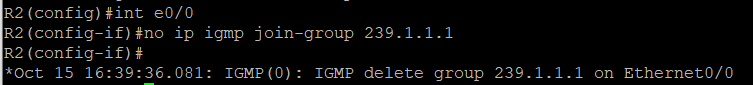 R2(config)#int e0/0
R2(config-if)#no ip igmp join-group 239.1.1.1
R2(config-if)#
*Oct 15 16:39:36.081: IGMP(0): IGMP delete group 239.1.1.1 on Ethernet0/0